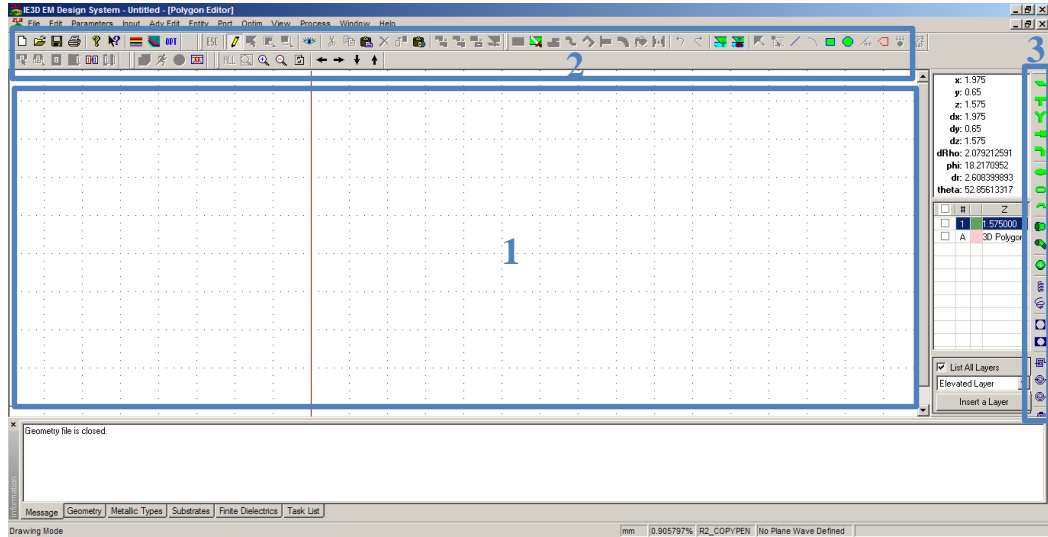 IE3D EM Design System - Untitled - [Polygon Editor]
File Edit Parameters Input Adv Edit Entity Port Optim View Process Window Help
OPT ESC
ALL
2
3
1
x: 1.975
y: 0.65
z: 1.575
dx: 1.975
dy: 0.65
dz: 1.575
dRho: 2.079212591
phi: 18.2170952
dr: 2.608399893
theta: 52.85613317
# Z
1 1.575000
A 3D Polygon
List All Layers
Elevated Layer
Insert a Layer
Geometry file is closed.
Information
Message Geometry Metallic Types Substrates Finite Dielectrics Task List
Drawing Mode mm 0.905797% R2_COPYPEN No Plane Wave Defined